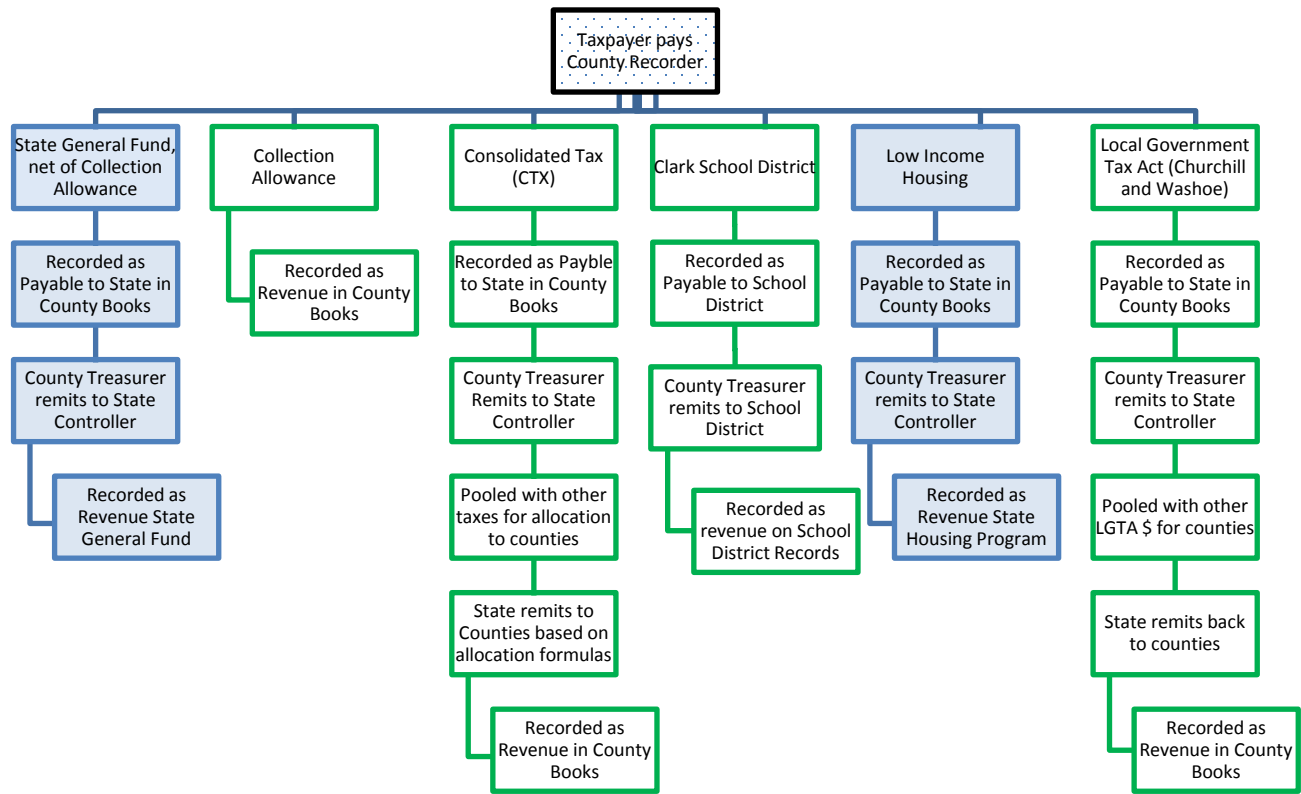 Taxpayer pays
County Recorder
State General Fund,
net of Collection
Allowance
Collection
Allowance
Consolidated Tax
(CTX)
Clark School District
Low Income
Housing
Local Government
Tax Act (Churchill
and Washoe)
Recorded as
Payable to State in
County Books
Recorded as
Revenue in County
Books
Recorded as Payble
to State in County
Books
Recorded as
Payable to School
District
Recorded as
Payable to State in
County Books
Recorded as
Payable to State in
County Books
County Treasurer
remits to State
Controller
County Treasurer
Remits to State
Controller
County Treasurer
remits to School
District
County Treasurer
remits to State
Controller
County Treasurer
remits to State
Controller
Recorded as
Revenue State
General Fund
Pooled with other
taxes for allocation
to counties
Recorded as
revenue on School
District Records
Recorded as
Revenue State
Housing Program
Pooled with other
LGTA $ for counties
State remits to
Counties based on
allocation formulas
State remits back
to counties
Recorded as
Revenue in County
Books
Recorded as
Revenue in County
Books